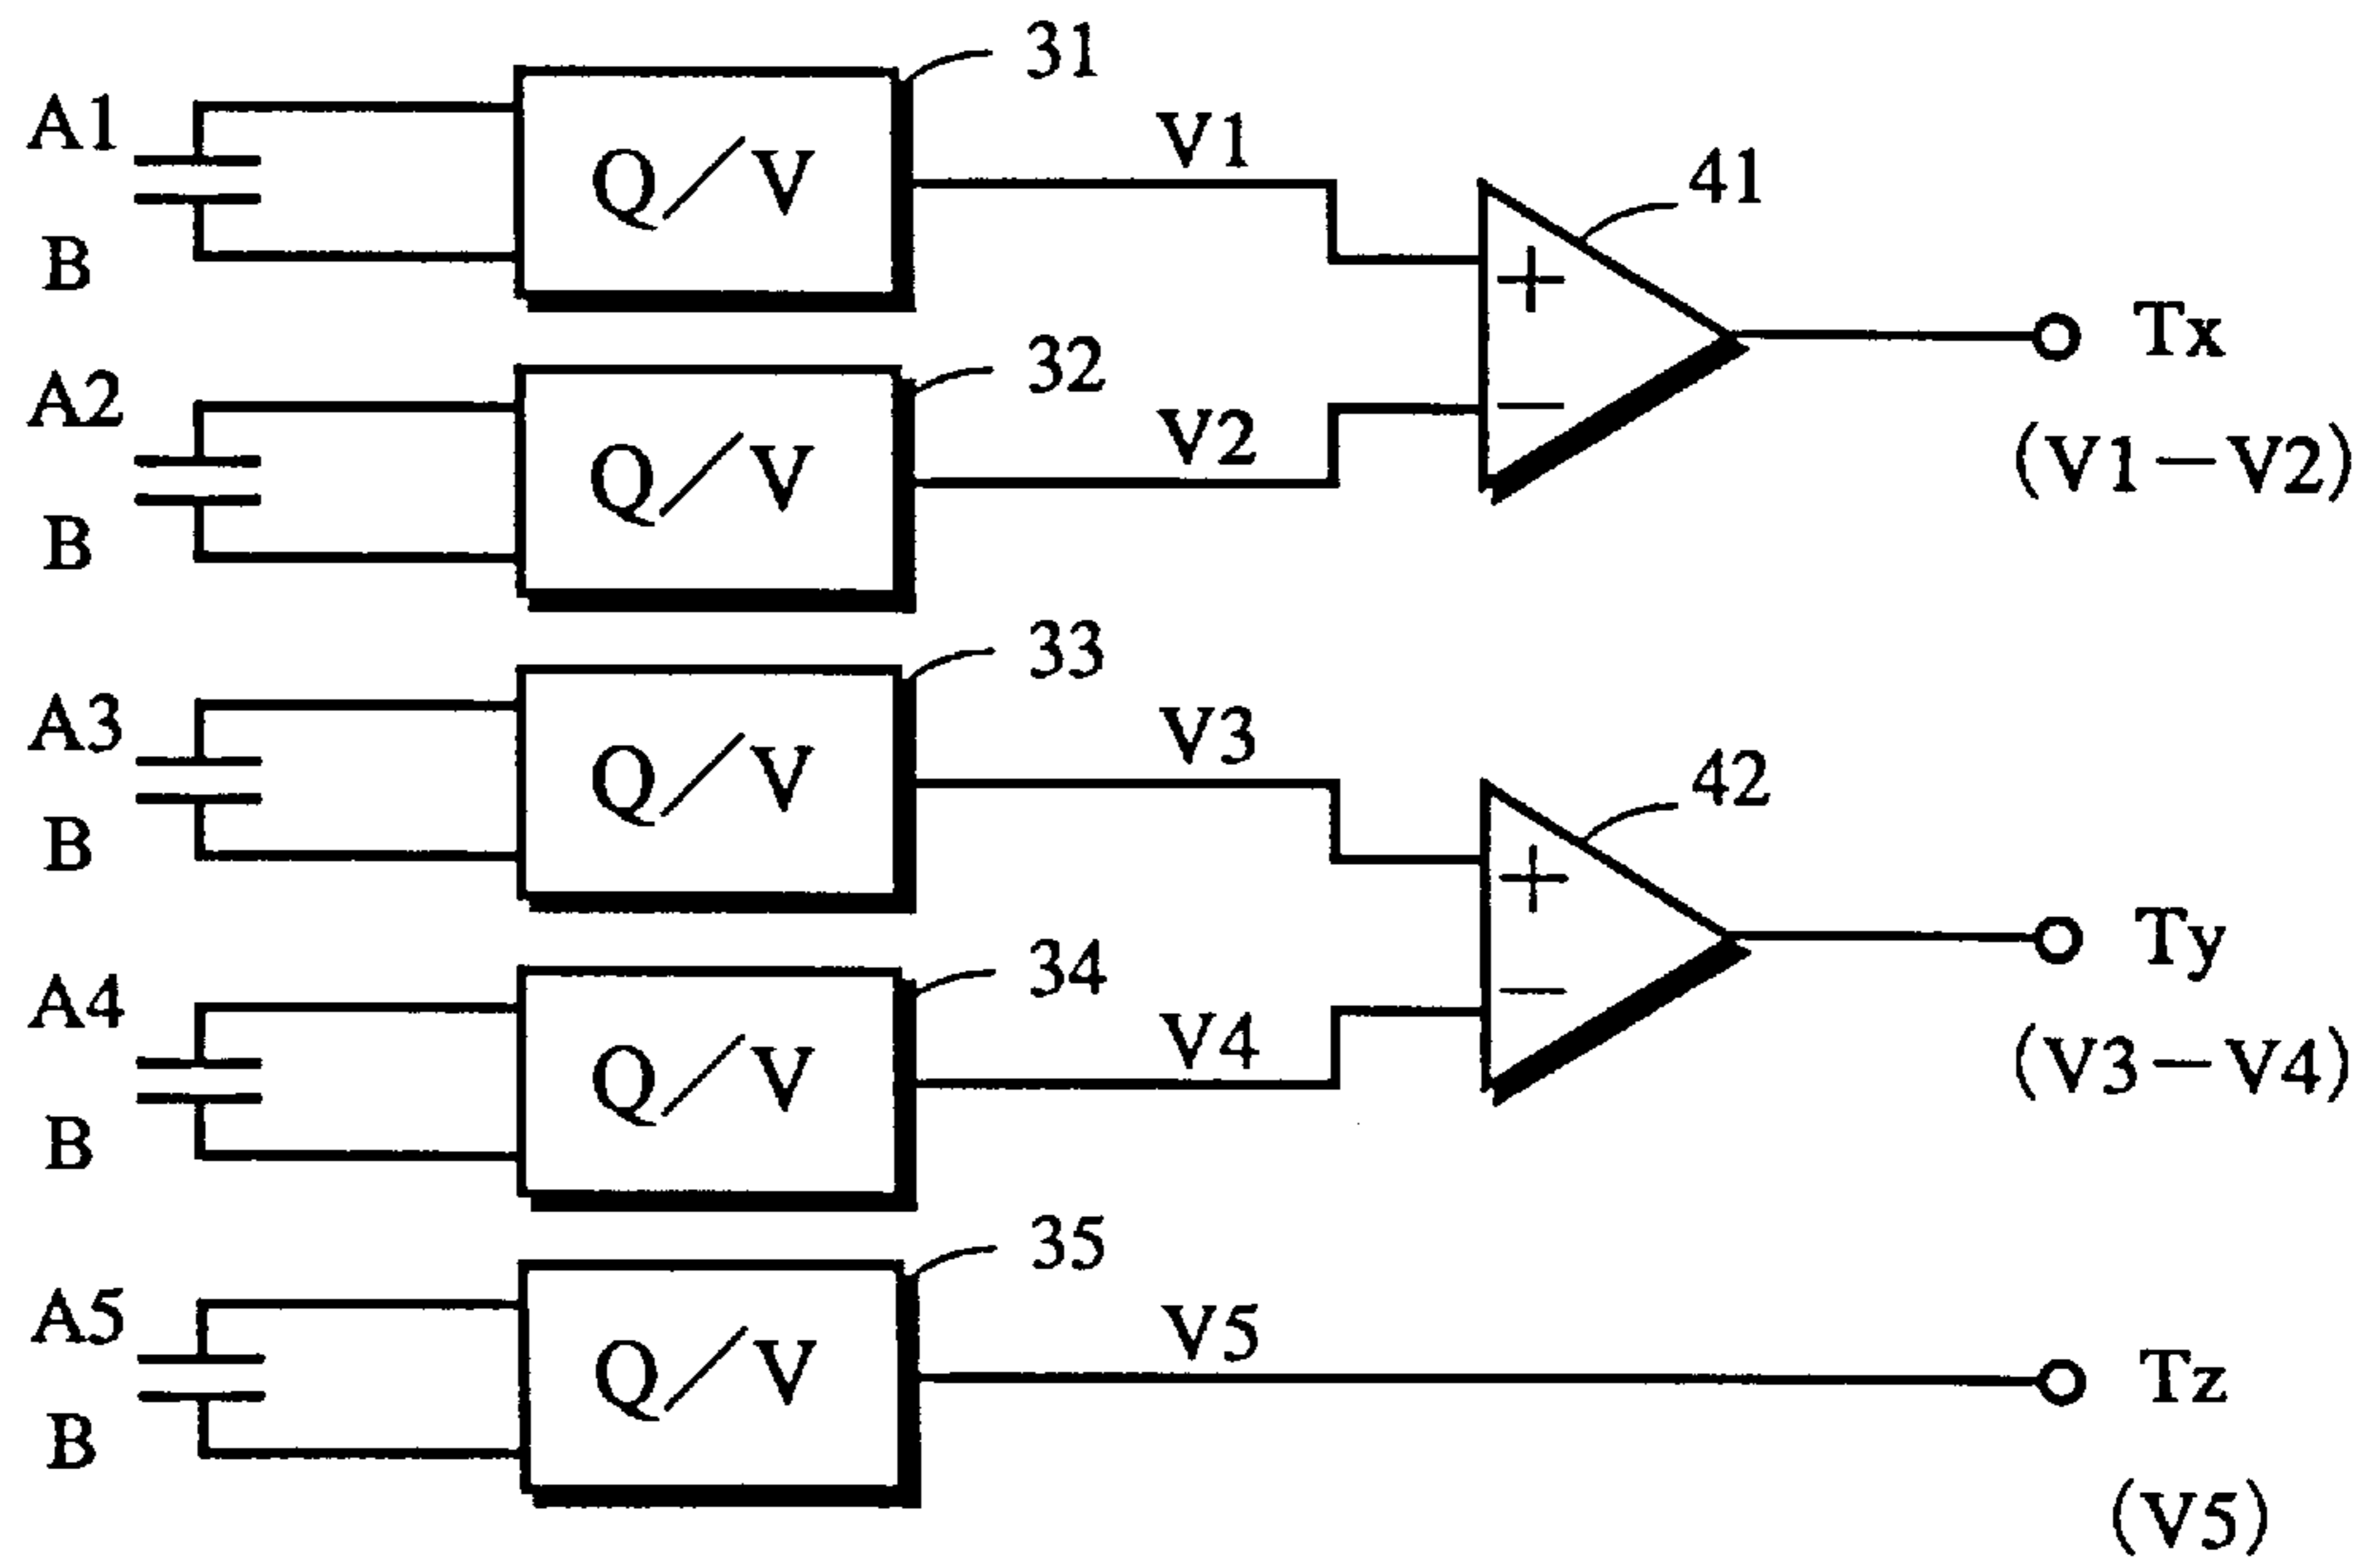 31
A1
Q/V
V1
B
41
+
−
Tx
(V1−V2)
32
A2
Q/V
V2
B
33
A3
Q/V
V3
B
42
+
−
Ty
(V3−V4)
34
A4
Q/V
V4
B
35
A5
Q/V
V5
B
Tz
(V5)